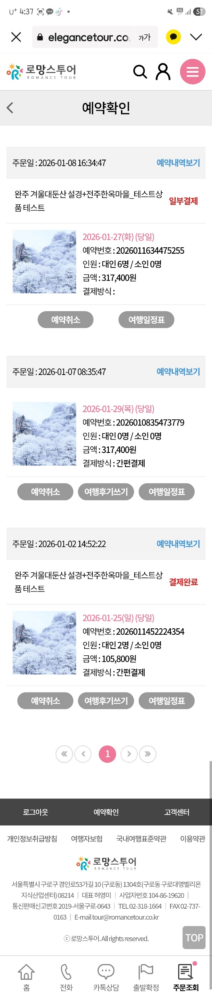 U+ 4:37 TALK 5G 57
elegancetour.co. 가가
로망스투어
ROMANCE TOUR
예약확인
주문일 : 2026-01-08 16:34:47 예약내역보기
완주 겨울대둔산 설경+전주한옥마을_테스트상
품 테스트
일부결제
2026-01-27(화) (당일)
예약번호 : 2026011634475255
인원 : 대인 6명 / 소인 0명
금액 : 317,400원
결제방식 :
예약취소 여행일정표
주문일 : 2026-01-07 08:35:47 예약내역보기
2026-01-29(목) (당일)
예약번호 : 2026010835473779
인원 : 대인 0명 / 소인 0명
금액 : 317,400원
결제방식 : 간편결제
예약취소 여행후기쓰기 여행일정표
주문일 : 2026-01-02 14:52:22 예약내역보기
완주 겨울대둔산 설경+전주한옥마을_테스트상
품 테스트
결제완료
2026-01-25(일) (당일)
예약번호 : 2026011452224354
인원 : 대인 2명 / 소인 0명
금액 : 105,800원
결제방식 : 간편결제
예약취소 여행후기쓰기 여행일정표
« ‹ 1 › »
로그아웃 예약확인 고객센터
개인정보취급방침 여행자보험 국내여행표준약관 이용약관
로망스투어
ROMANCE TOUR
서울특별시 구로구 경인로53가길 10 (구로동) 1304호(구로동 구로대명벨리온
지식산업센터) 08214 | 대표 허영미 | 사업자번호 104-86-19620 |
통신판매신고번호 2019-서울구로-0643 | TEL 02-318-1664 | FAX 02-737-
0163 | E-mail tour@romancetour.co.kr
ⓒ 로망스투어. All rights reserved.
TOP
홈 전화 카톡상담 출발확정 주문조회